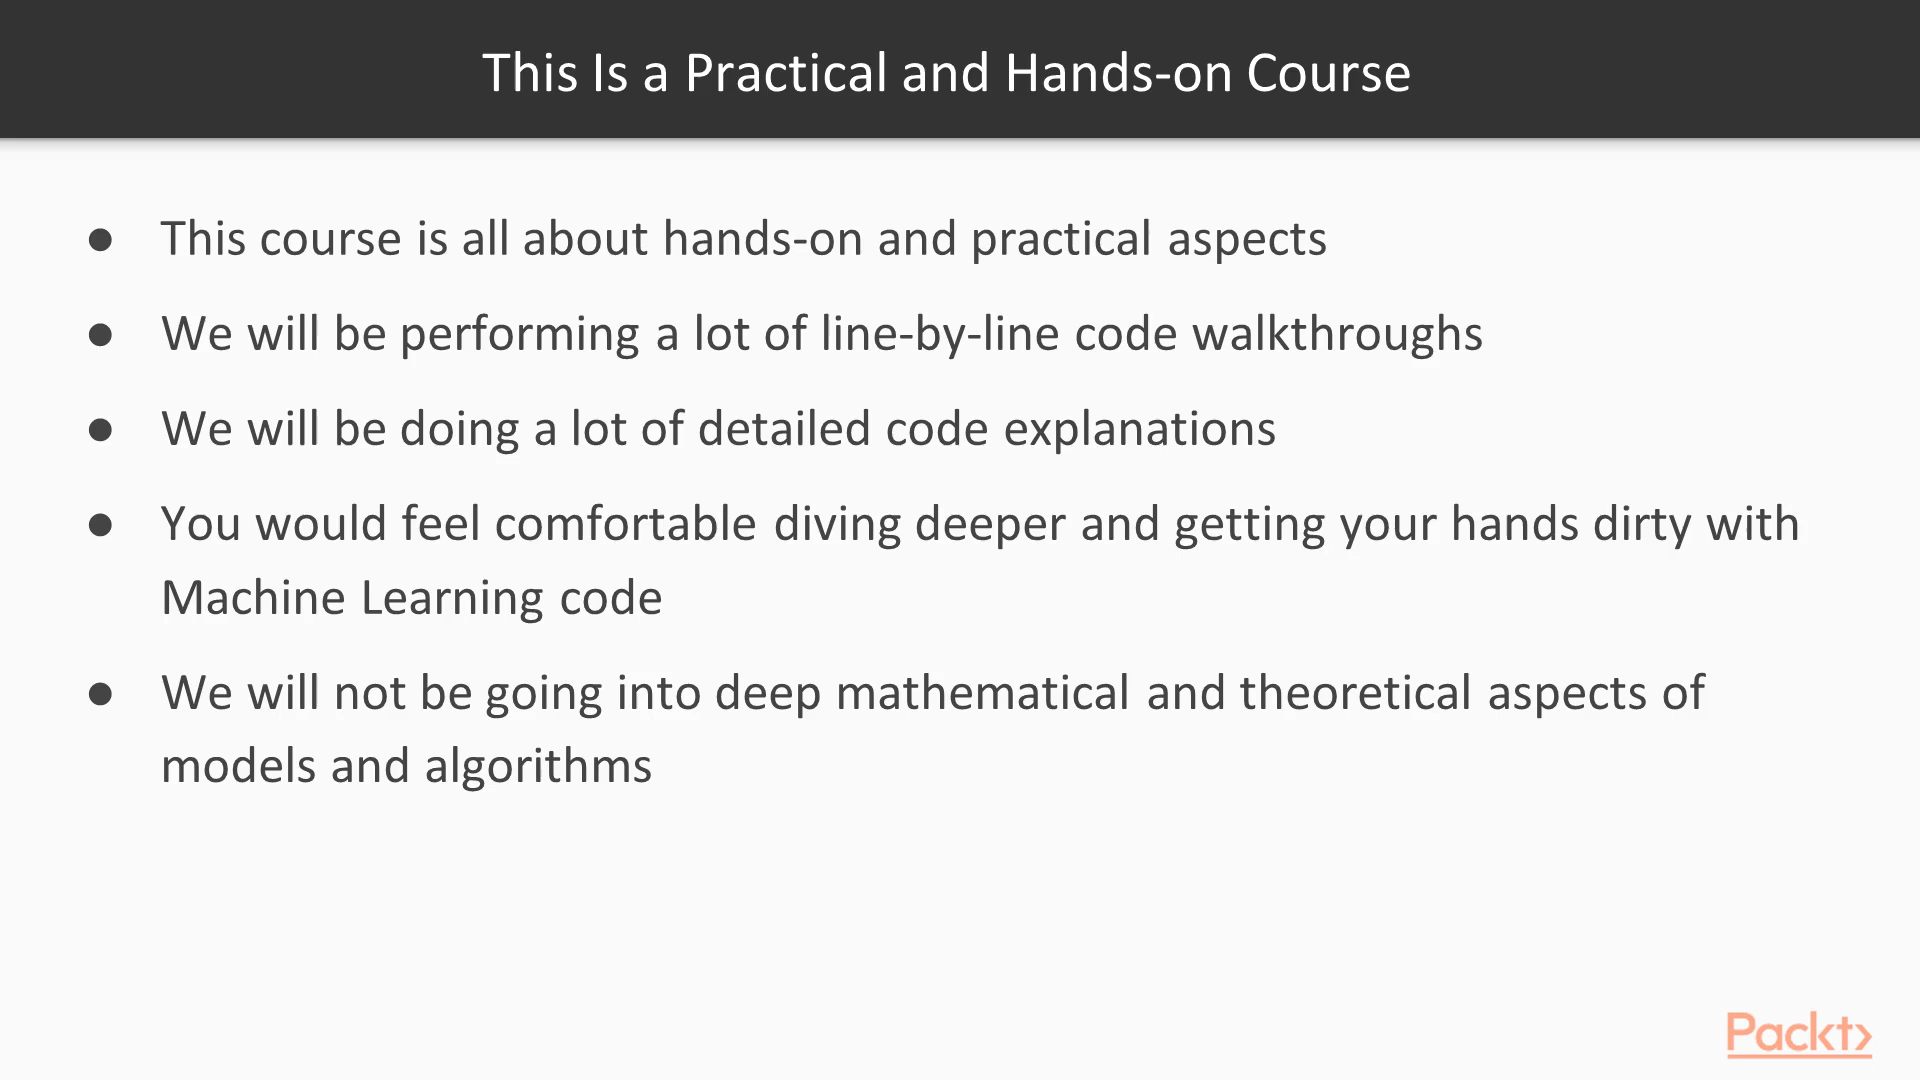 This Is a Practical and Hands-on Course
● This course is all about hands-on and practical aspects
● We will be performing a lot of line-by-line code walkthroughs
● We will be doing a lot of detailed code explanations
● You would feel comfortable diving deeper and getting your hands dirty with
Machine Learning code
● We will not be going into deep mathematical and theoretical aspects of
models and algorithms
Packt>